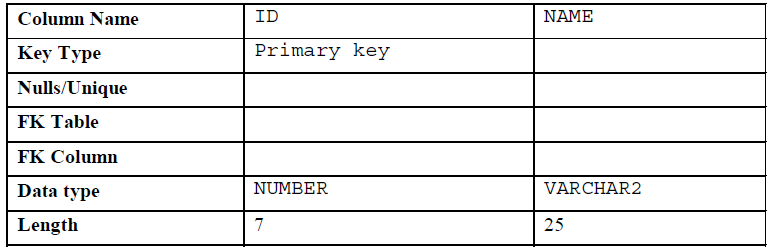 Column Name ID NAME
Key Type Primary key
Nulls/Unique
FK Table
FK Column
Data type NUMBER VARCHAR2
Length 7 25